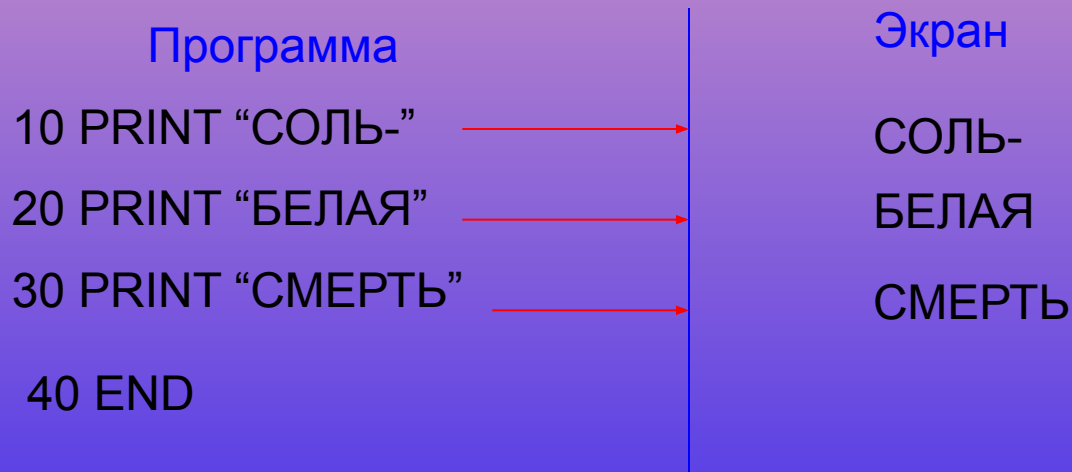 Программа
10 PRINT “СОЛЬ-”
20 PRINT “БЕЛАЯ”
30 PRINT “СМЕРТЬ”
40 END
Экран
СОЛЬ-
БЕЛАЯ
СМЕРТЬ